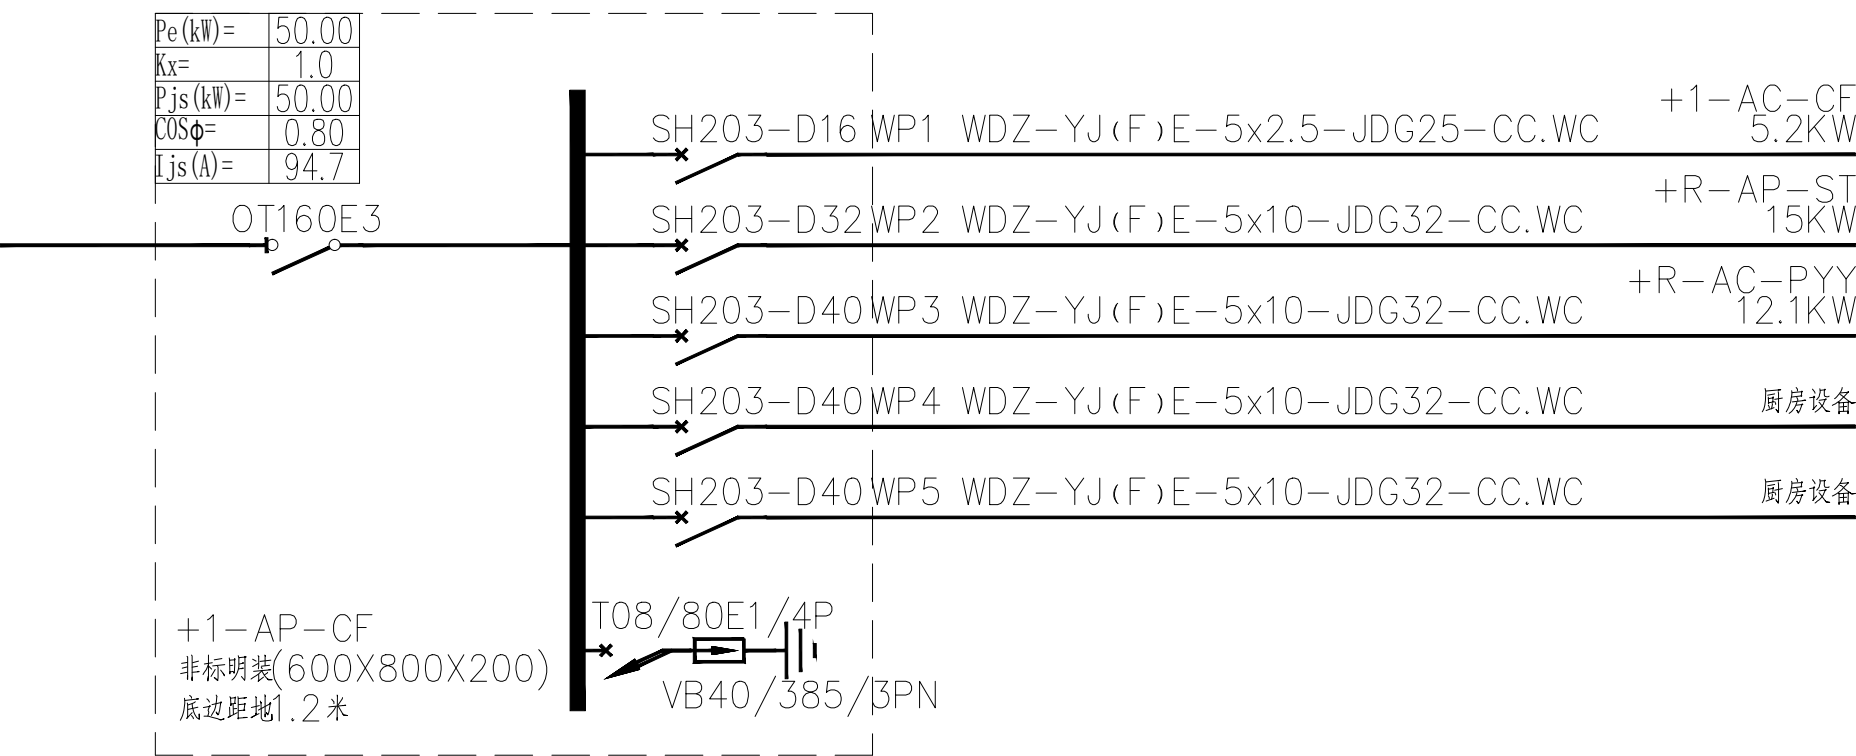 Pe(kW)= 50.00
Kx= 1.0
Pjs(kW)= 50.00
COSϕ= 0.80
Ijs(A)= 94.7
OT160E3
+1-AC-CF
SH203-D16 WP1 WDZ-YJ(F)E-5x2.5-JDG25-CC.WC 5.2KW
+R-AP-ST
SH203-D32 WP2 WDZ-YJ(F)E-5x10-JDG32-CC.WC 15KW
+R-AC-PYY
SH203-D40 WP3 WDZ-YJ(F)E-5x10-JDG32-CC.WC 12.1KW
SH203-D40 WP4 WDZ-YJ(F)E-5x10-JDG32-CC.WC 厨房设备
SH203-D40 WP5 WDZ-YJ(F)E-5x10-JDG32-CC.WC 厨房设备
T08/80E1/4P
VB40/385/3PN
+1-AP-CF
非标明装(600X800X200)
底边距地1.2米